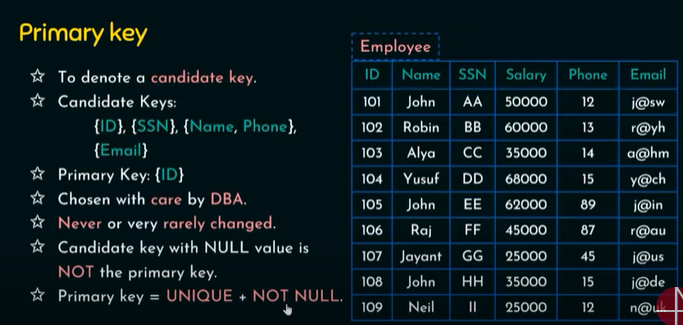 Primary key
☆ To denote a candidate key.
☆ Candidate Keys:
{ID}, {SSN}, {Name, Phone},
{Email}
☆ Primary Key: {ID}
☆ Chosen with care by DBA.
☆ Never or very rarely changed.
☆ Candidate key with NULL value is
NOT the primary key.
☆ Primary key = UNIQUE + NOT NULL.
Employee
ID Name SSN Salary Phone Email
101 John AA 50000 12 j@sw
102 Robin BB 60000 13 r@yh
103 Alya CC 35000 14 a@hm
104 Yusuf DD 68000 15 y@ch
105 John EE 62000 89 j@in
106 Raj FF 45000 87 r@au
107 Jayant GG 25000 45 j@us
108 John HH 35000 15 j@de
109 Neil II 25000 12 n@uk